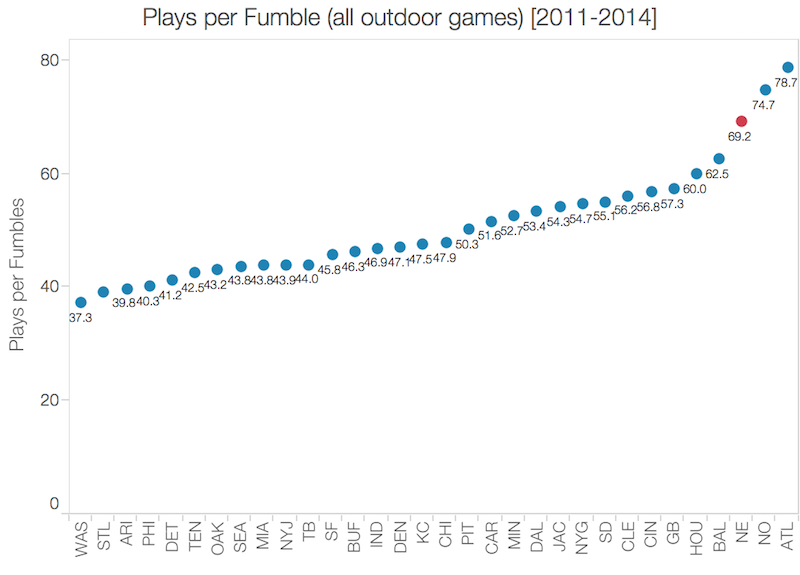 Plays per Fumble (all outdoor games) [2011-2014]
Plays per Fumbles
80
60
40
20
0
37.3
39.8
40.3
41.2
42.5
43.2
43.8
43.8
43.9
44.0
45.8
46.3
46.9
47.1
47.5
47.9
50.3
51.6
52.7
53.4
54.3
54.7
55.1
56.2
56.8
57.3
60.0
62.5
69.2
74.7
78.7
WAS
STL
ARI
PHI
DET
TEN
OAK
SEA
MIA
NYJ
TB
SF
BUF
IND
DEN
KC
CHI
PIT
CAR
MIN
DAL
JAC
NYG
SD
CLE
CIN
GB
HOU
BAL
NE
NO
ATL